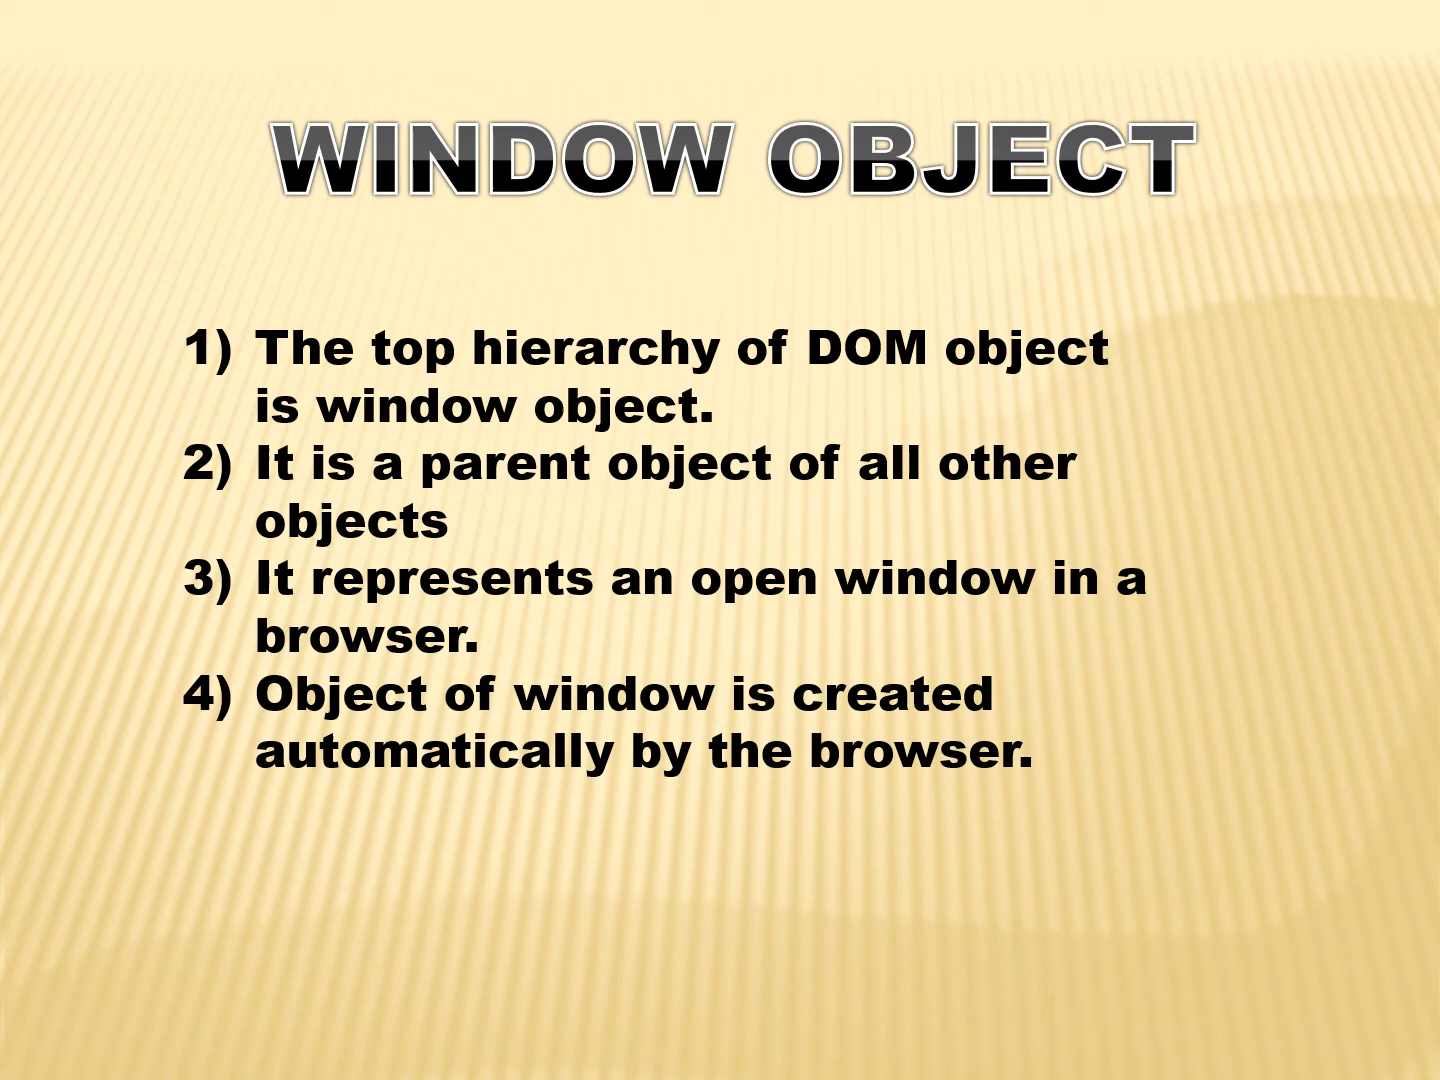 WINDOW OBJECT
1) The top hierarchy of DOM object
is window object.
2) It is a parent object of all other
objects
3) It represents an open window in a
browser.
4) Object of window is created
automatically by the browser.